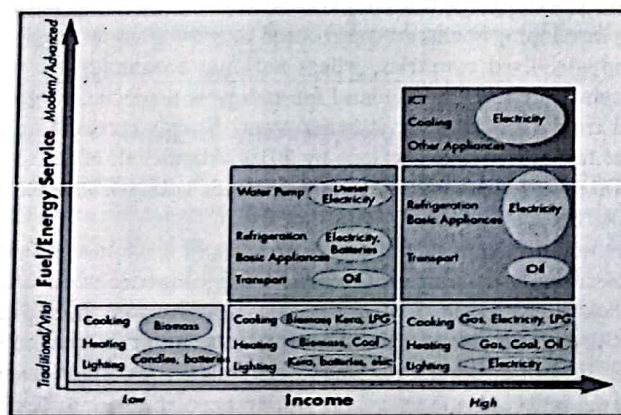 Fuel/Energy Service Modern/Advanced
Traditional/Vital
ICT
Cooling
Other Appliances
Electricity
Water Pump
Diesel
Electricity
Refrigeration
Basic Appliances
Electricity,
Batteries
Transport
Oil
Refrigeration
Basic Appliances
Electricity
Transport
Oil
Cooking
Biomass
Heating
Lighting
Candles, batteries
Cooking
Biomass, Kero, LPG
Heating
Biomass, Coal
Lighting
Kero, batteries, elec
Cooking
Gas, Electricity, LPG
Heating
Gas, Coal, Oil
Lighting
Electricity
Low
Income
High